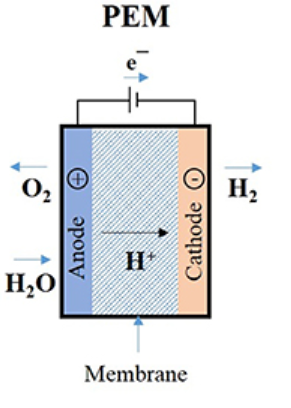 PEM
e⁻
O₂
H₂
H₂O
Anode
H⁺
Cathode
Membrane